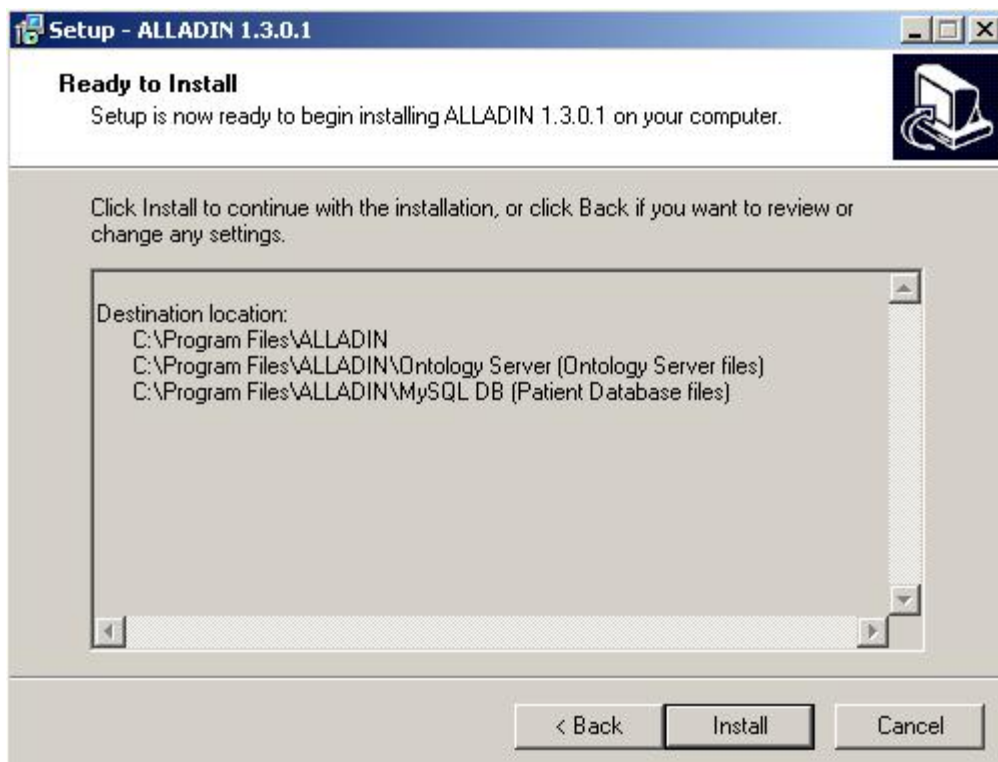 Setup - ALLADIN 1.3.0.1
Ready to Install
Setup is now ready to begin installing ALLADIN 1.3.0.1 on your computer.
Click Install to continue with the installation, or click Back if you want to review or
change any settings.
Destination location:
C:\Program Files\ALLADIN
C:\Program Files\ALLADIN\Ontology Server (Ontology Server files)
C:\Program Files\ALLADIN\MySQL DB (Patient Database files)
< Back Install Cancel